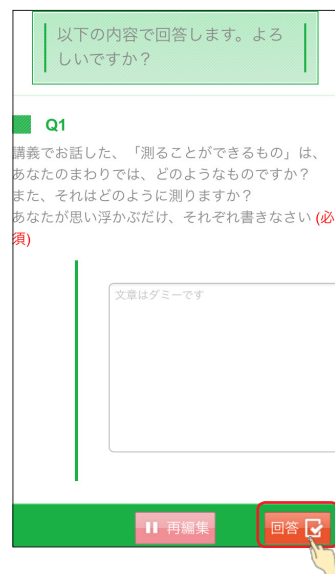 以下の内容で回答します。よろ
しいですか？
Q1
講義でお話した、「測ることができるもの」は、
あなたのまわりでは、どのようなものですか？
また、それはどのように測りますか？
あなたが思い浮かぶだけ、それぞれ書きなさい (必
須)
文章はダミーです
再編集
回答